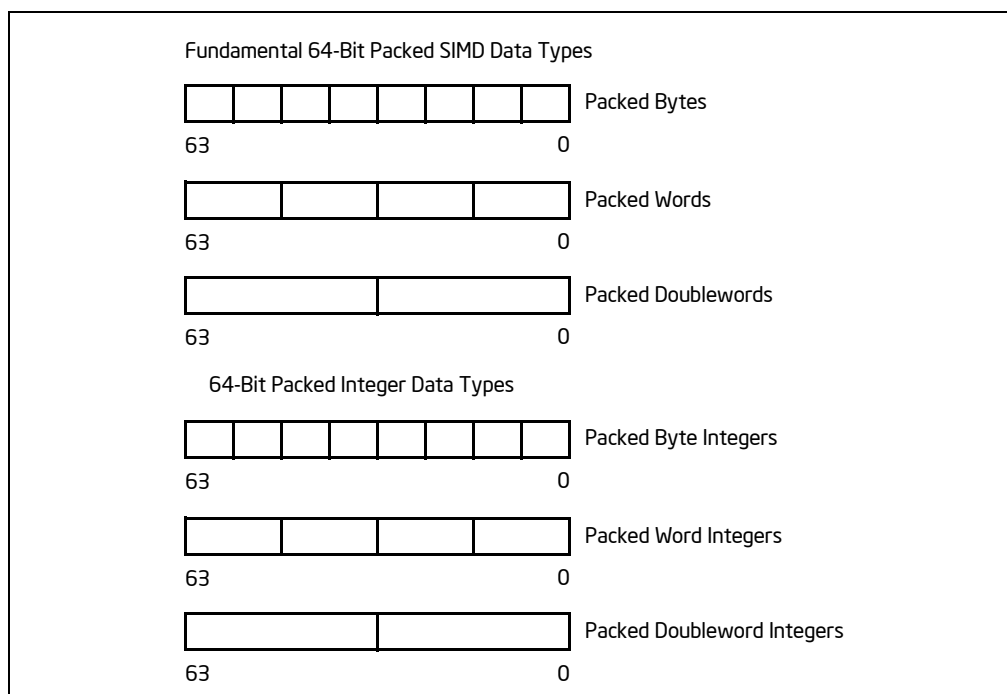 Fundamental 64-Bit Packed SIMD Data Types
Packed Bytes
63 0
Packed Words
63 0
Packed Doublewords
63 0
64-Bit Packed Integer Data Types
Packed Byte Integers
63 0
Packed Word Integers
63 0
Packed Doubleword Integers
63 0